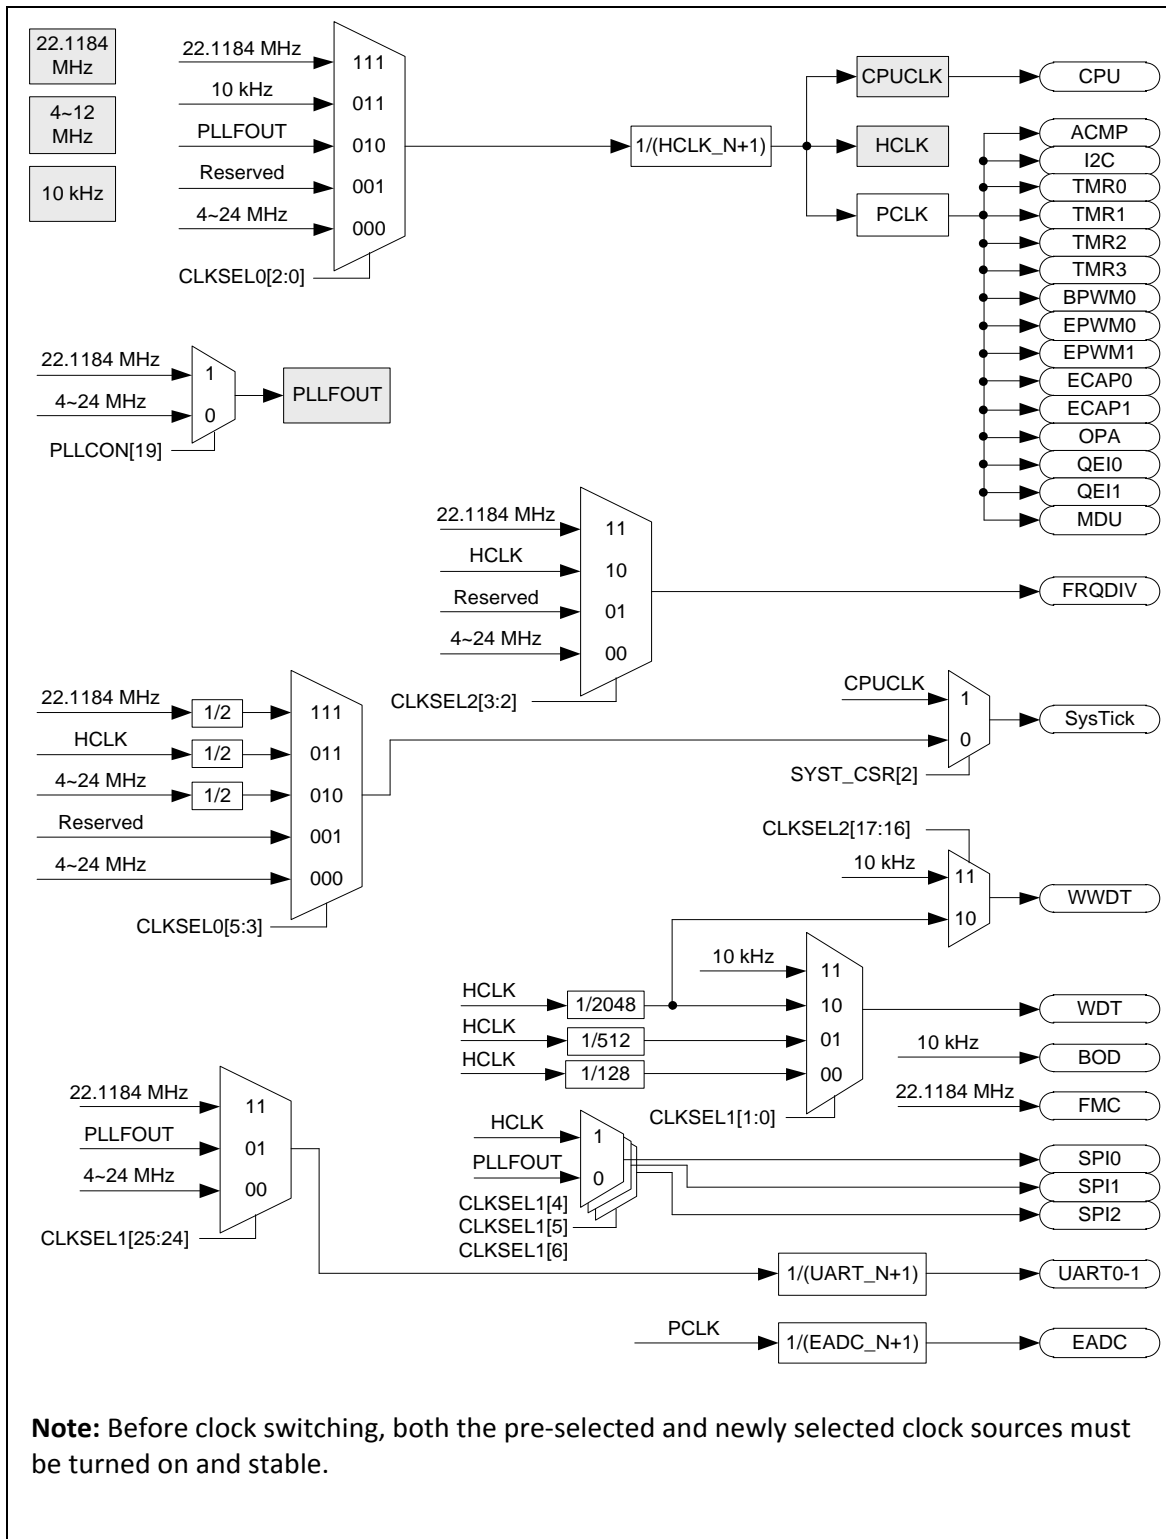 22.1184
MHz
4~12
MHz
10 kHz
22.1184 MHz
10 kHz
PLLFOUT
Reserved
4~24 MHz
111
011
010
001
000
CLKSEL0[2:0]
1/(HCLK_N+1)
CPUCLK
HCLK
PCLK
CPU
ACMP
I2C
TMR0
TMR1
TMR2
TMR3
BPWM0
EPWM0
EPWM1
ECAP0
ECAP1
OPA
QEI0
QEI1
MDU
22.1184 MHz
4~24 MHz
1
0
PLLCON[19]
PLLFOUT
22.1184 MHz
HCLK
Reserved
4~24 MHz
11
10
01
00
CLKSEL2[3:2]
FRQDIV
22.1184 MHz
HCLK
4~24 MHz
Reserved
4~24 MHz
1/2
1/2
1/2
111
011
010
001
000
CLKSEL0[5:3]
CPUCLK
1
0
SYST_CSR[2]
SysTick
CLKSEL2[17:16]
10 kHz
11
10
WWDT
10 kHz
HCLK
1/2048
HCLK
1/512
HCLK
1/128
11
10
01
00
CLKSEL1[1:0]
WDT
10 kHz
BOD
22.1184 MHz
FMC
22.1184 MHz
PLLFOUT
4~24 MHz
11
01
00
CLKSEL1[25:24]
HCLK
PLLFOUT
1
0
CLKSEL1[4]
CLKSEL1[5]
CLKSEL1[6]
SPI0
SPI1
SPI2
1/(UART_N+1)
UART0-1
PCLK
1/(EADC_N+1)
EADC
Note: Before clock switching, both the pre-selected and newly selected clock sources must
be turned on and stable.